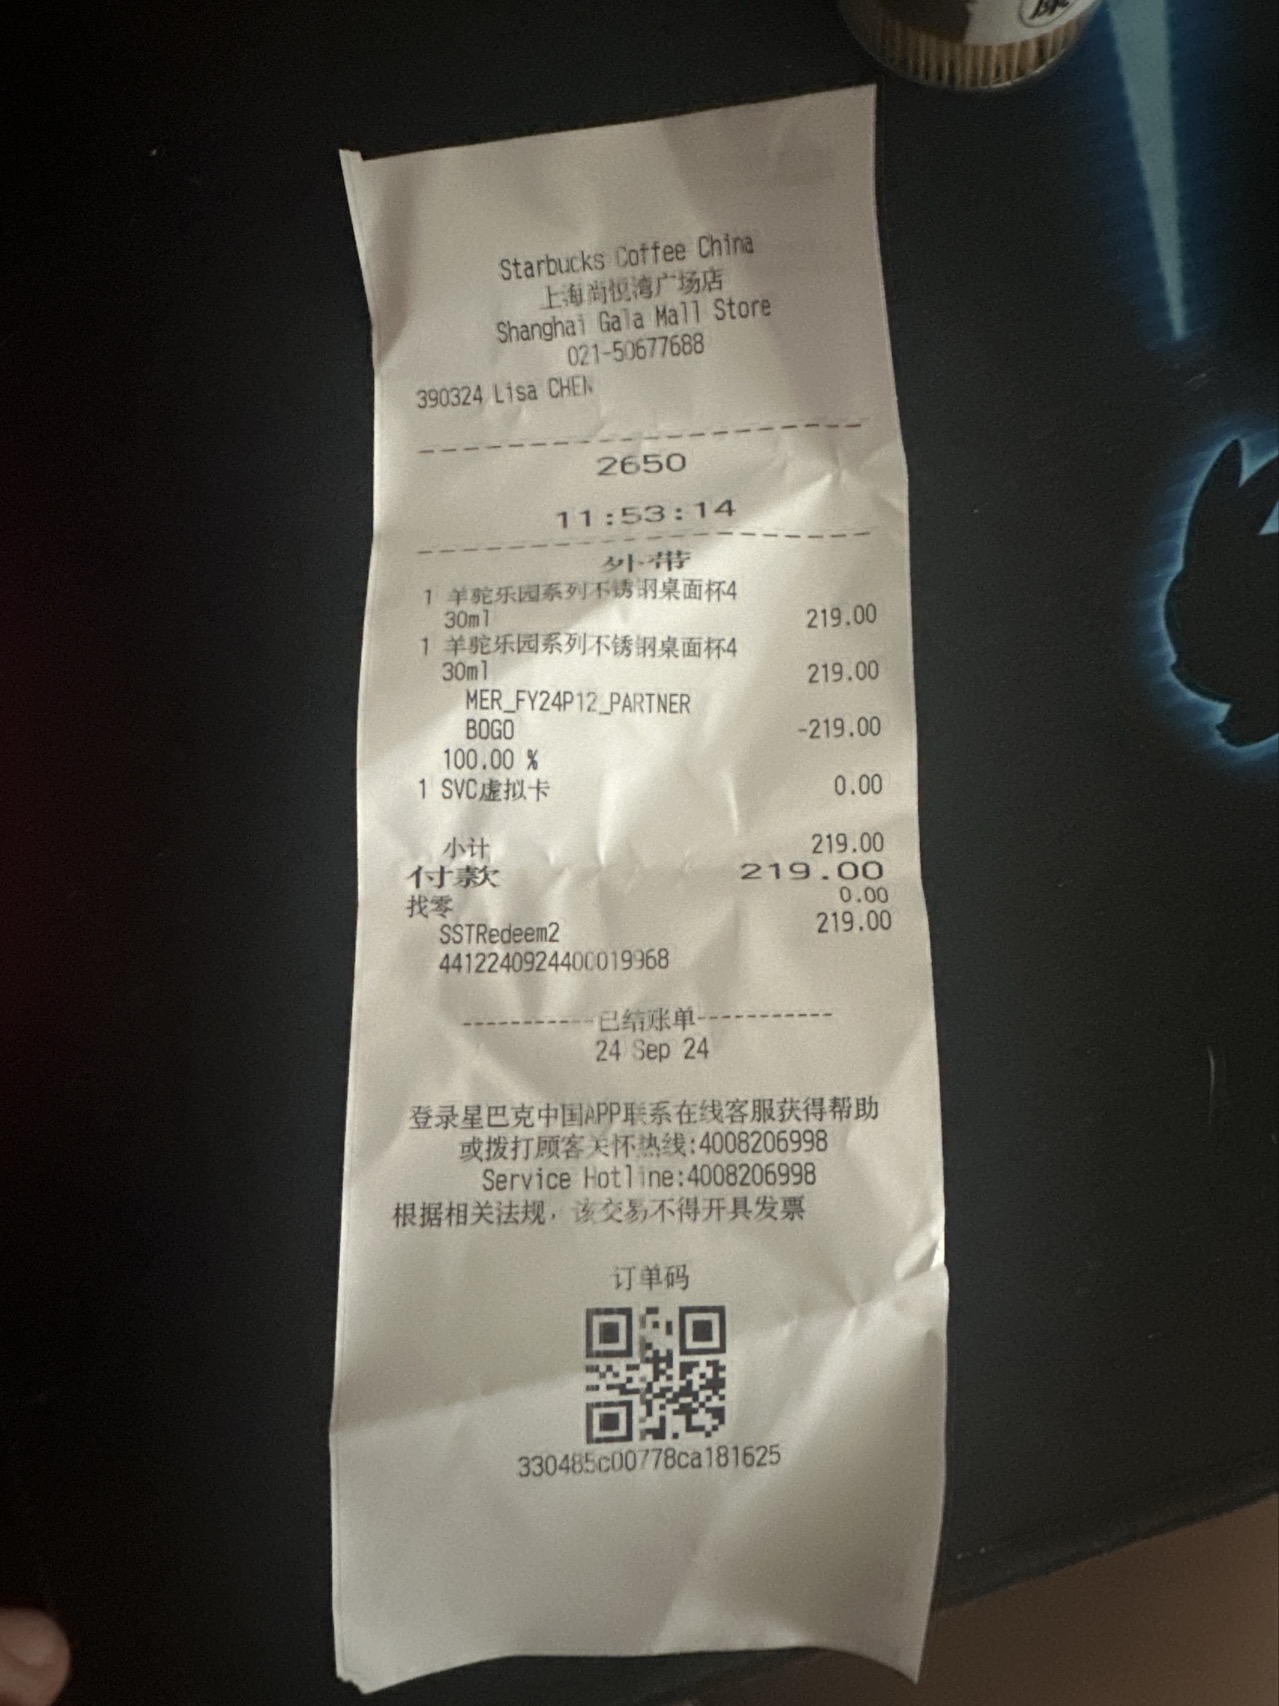 Starbucks Coffee China
上海尚悦湾广场店
Shanghai Gala Mall Store
021-50677688
390324 Lisa CHEN
2650
11:53:14
外带
1 羊驼乐园系列不锈钢桌面杯4
30ml 219.00
1 羊驼乐园系列不锈钢桌面杯4
30ml 219.00
MER_FY24P12_PARTNER
BOGO -219.00
100.00 %
1 SVC虚拟卡 0.00
小计 219.00
付款 219.00
找零 0.00
SSTRedeem2 219.00
4412240924400019968
-----------已结账单-----------
24 Sep 24
登录星巴克中国APP联系在线客服获得帮助
或拨打顾客关怀热线:4008206998
Service Hotline:4008206998
根据相关法规，该交易不得开具发票
订单码
330485c00778ca181625